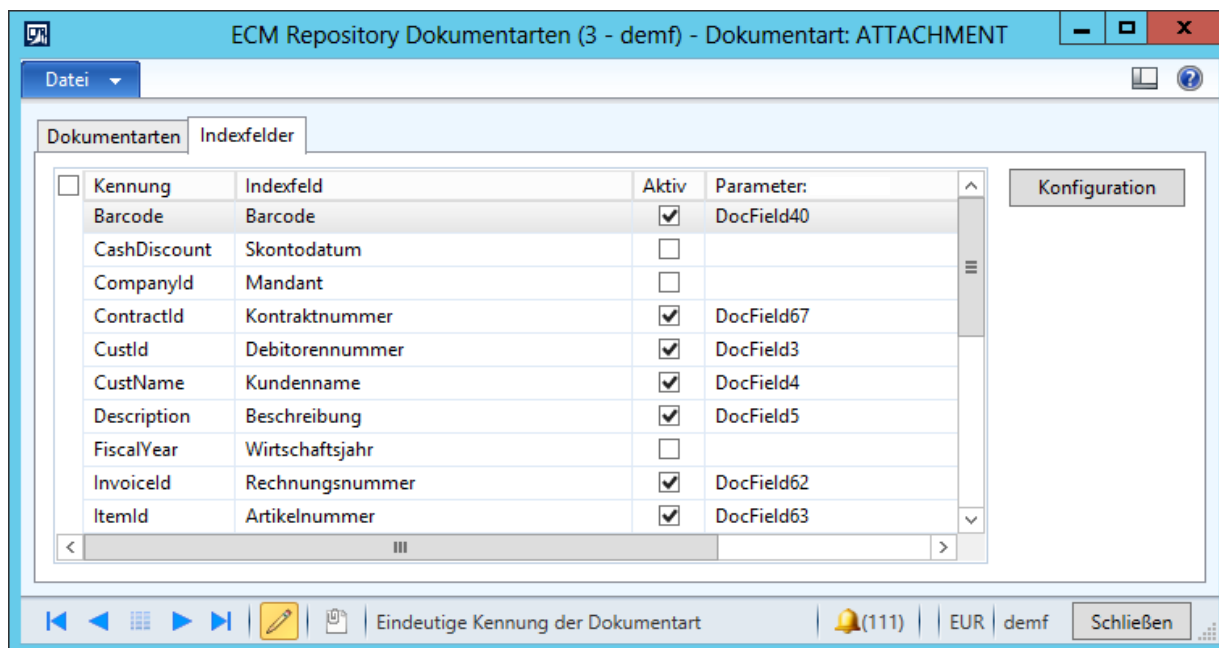 ECM Repository Dokumentarten (3 - demf) - Dokumentart: ATTACHMENT
Datei
Dokumentarten Indexfelder
Kennung Indexfeld Aktiv Parameter: Konfiguration
Barcode Barcode DocField40
CashDiscount Skontodatum
CompanyId Mandant
ContractId Kontraktnummer DocField67
CustId Debitorennummer DocField3
CustName Kundenname DocField4
Description Beschreibung DocField5
FiscalYear Wirtschaftsjahr
InvoiceId Rechnungsnummer DocField62
ItemId Artikelnummer DocField63
Eindeutige Kennung der Dokumentart (111) EUR demf Schließen